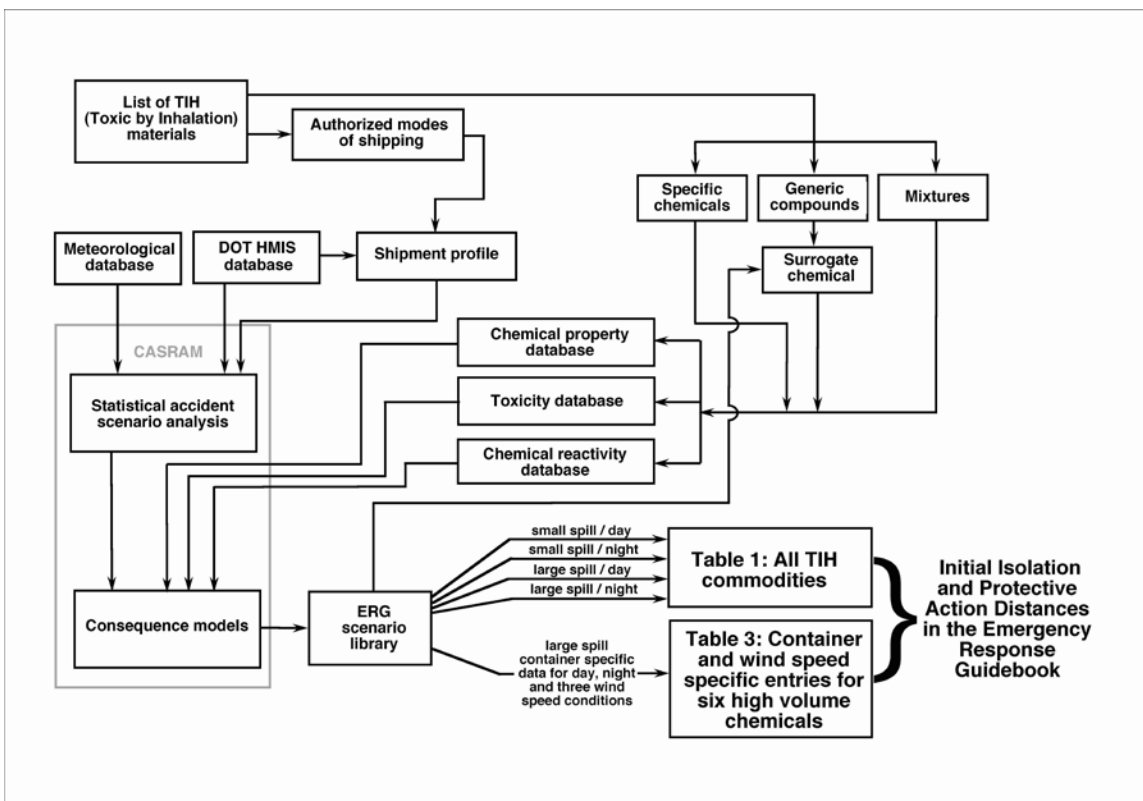 List of TIH
(Toxic by Inhalation)
materials
Authorized modes
of shipping
Specific
chemicals
Generic
compounds
Mixtures
Meteorological
database
DOT HMIS
database
Shipment profile
Surrogate
chemical
CASRAM
Statistical accident
scenario analysis
Chemical property
database
Toxicity database
Chemical reactivity
database
Consequence models
ERG
scenario
library
small spill / day
small spill / night
large spill / day
large spill / night
large spill
container specific
data for day, night
and three wind
speed conditions
Table 1: All TIH
commodities
Table 3: Container
and wind speed
specific entries for
six high volume
chemicals
Initial Isolation
and Protective
Action Distances
in the Emergency
Response
Guidebook